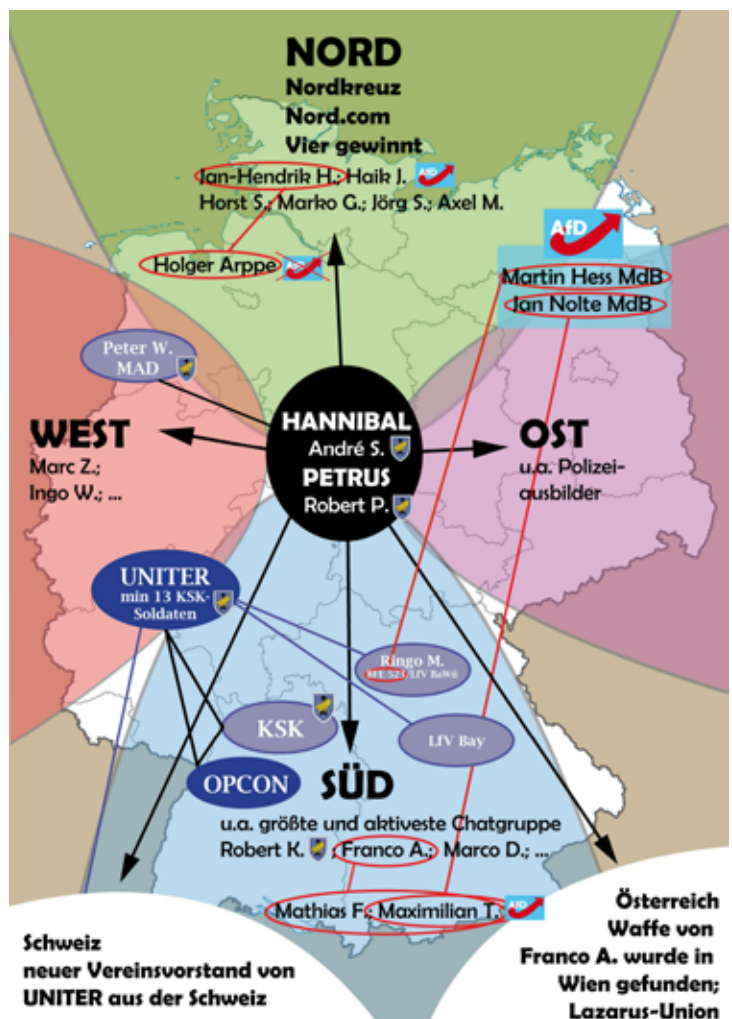 NORD
Nordkreuz
Nord.com
Vier gewinnt
Jan-Hendrik H.; Haik J. AfD
Horst S.; Marko G.; Jörg S.; Axel M.
Holger Arppe
AfD
Martin Hess MdB
Jan Nolte MdB
Peter W.
MAD
HANNIBAL
André S.
PETRUS
Robert P.
WEST
Marc Z.;
Ingo W.; ...
OST
u.a. Polizei-
ausbilder
UNITER
min 13 KSK-
Soldaten
Ringo M.
LfV BaWü
KSK
LfV Bay
OPCON
SÜD
u.a. größte und aktiveste Chatgruppe
Robert K. ; Franco A.; Marco D.; ...
Mathias F.; Maximilian T. AfD
Schweiz
neuer Vereinsvorstand von
UNITER aus der Schweiz
Österreich
Waffe von
Franco A. wurde in
Wien gefunden;
Lazarus-Union